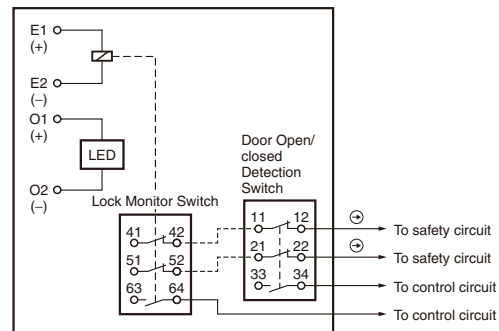 E1
(+)
E2
(–)
O1
(+)
LED
O2
(–)
Door Open/
closed
Detection
Switch
Lock Monitor Switch
11 12
21 22
33 34
41 42
51 52
63 64
To safety circuit
To safety circuit
To control circuit
To control circuit